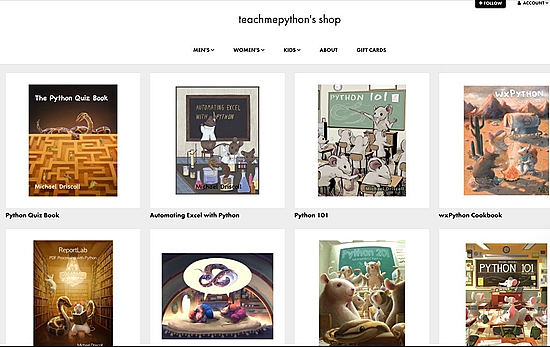 FOLLOW
ACCOUNT
teachmepython's shop
MEN'S
WOMEN'S
KIDS
ABOUT
GIFT CARDS
The Python Quiz Book
Michael Driscoll
AUTOMATING EXCEL
WITH PYTHON
Michael Driscoll
PYTHON 101
Michael Driscoll
wxPYTHON
Python Quiz Book
Automating Excel with Python
Python 101
wxPython Cookbook
ReportLab
PDF Processing with Python
Michael Driscoll
Python 201
PYTHON 101